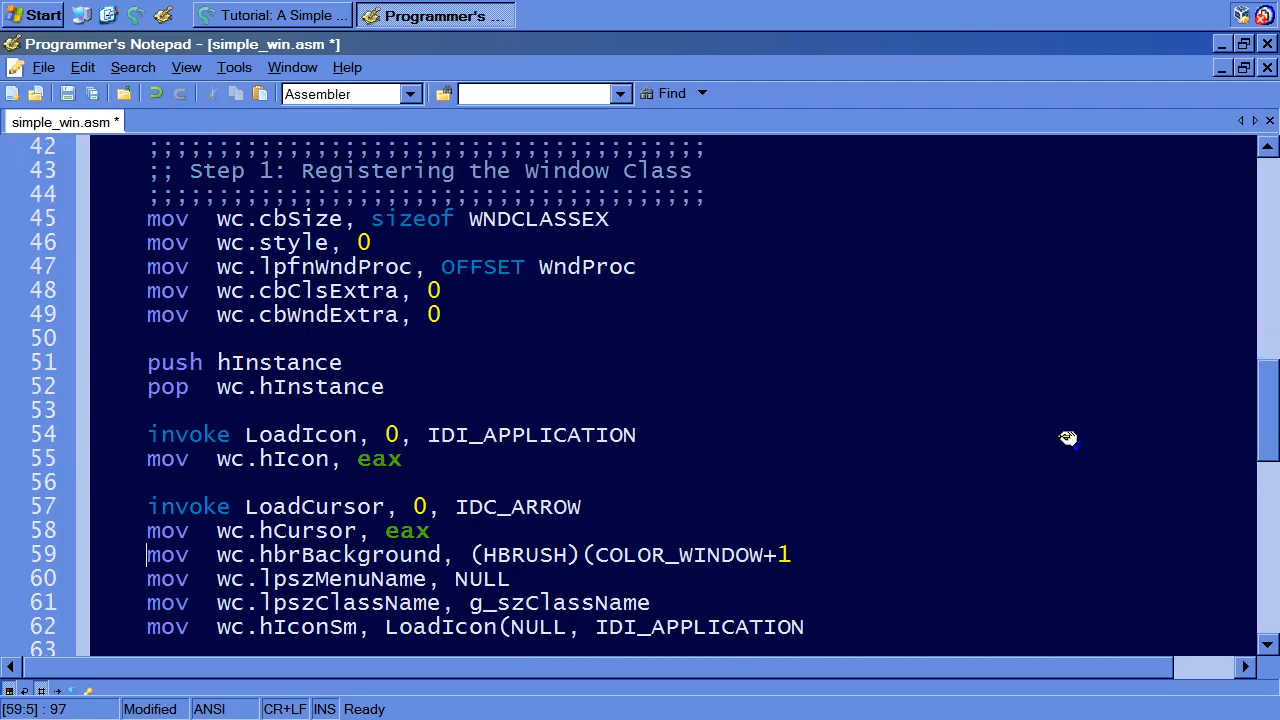 Start Tutorial: A Simple ... Programmer's ...
Programmer's Notepad - [simple_win.asm *]
File Edit Search View Tools Window Help
Assembler Find
simple_win.asm *
42 ;;;;;;;;;;;;;;;;;;;;;;;;;;;;;;;;;;;;;;;;
43 ;; Step 1: Registering the Window Class
44 ;;;;;;;;;;;;;;;;;;;;;;;;;;;;;;;;;;;;;;;;
45 mov wc.cbSize, sizeof WNDCLASSEX
46 mov wc.style, 0
47 mov wc.lpfnWndProc, OFFSET WndProc
48 mov wc.cbClsExtra, 0
49 mov wc.cbWndExtra, 0
50
51 push hInstance
52 pop wc.hInstance
53
54 invoke LoadIcon, 0, IDI_APPLICATION
55 mov wc.hIcon, eax
56
57 invoke LoadCursor, 0, IDC_ARROW
58 mov wc.hCursor, eax
59 mov wc.hbrBackground, (HBRUSH)(COLOR_WINDOW+1
60 mov wc.lpszMenuName, NULL
61 mov wc.lpszClassName, g_szClassName
62 mov wc.hIconSm, LoadIcon(NULL, IDI_APPLICATION
63
[59:5] : 97 Modified ANSI CR+LF INS Ready